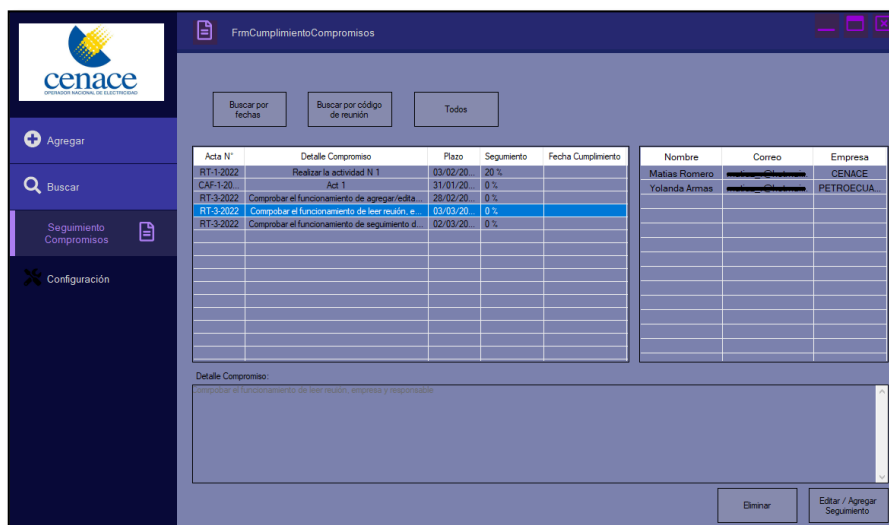 cenace
OPERADOR NACIONAL DE ELECTRICIDAD
Agregar
Buscar
Seguimiento
Compromisos
Configuración
FrmCumplimientoCompromisos
Buscar por
fechas
Buscar por código
de reunión
Todos
Acta N° Detalle Compromiso Plazo Segumiento Fecha Cumplimiento
RT-1-2022 Realizar la actividad N 1 03/02/20... 20 %
CAF-1-20... Act 1 31/01/20... 0 %
RT-3-2022 Comprobar el funcionamiento de agregar/edita... 28/02/20... 0 %
RT-3-2022 Comrpobar el funcionamiento de leer reuión, e... 03/03/20... 0 %
RT-3-2022 Comprobar el funcionamiento de seguimiento d... 02/03/20... 0 %
Nombre Correo Empresa
Matias Romero CENACE
Yolanda Armas PETROECUA...
Detalle Compromiso:
Comrpobar el funcionamiento de leer reuión, empresa y responsable
Eliminar
Editar / Agregar
Seguimiento